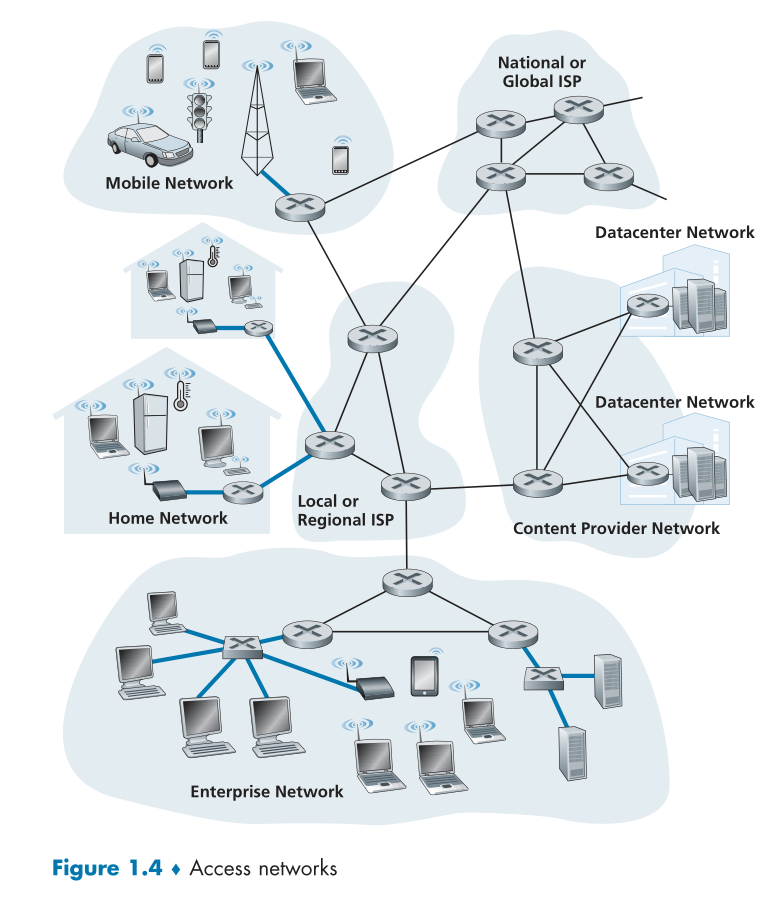 National or
Global ISP
Mobile Network
Datacenter Network
Datacenter Network
Home Network
Local or
Regional ISP
Content Provider Network
Enterprise Network
Figure 1.4 ♦ Access networks